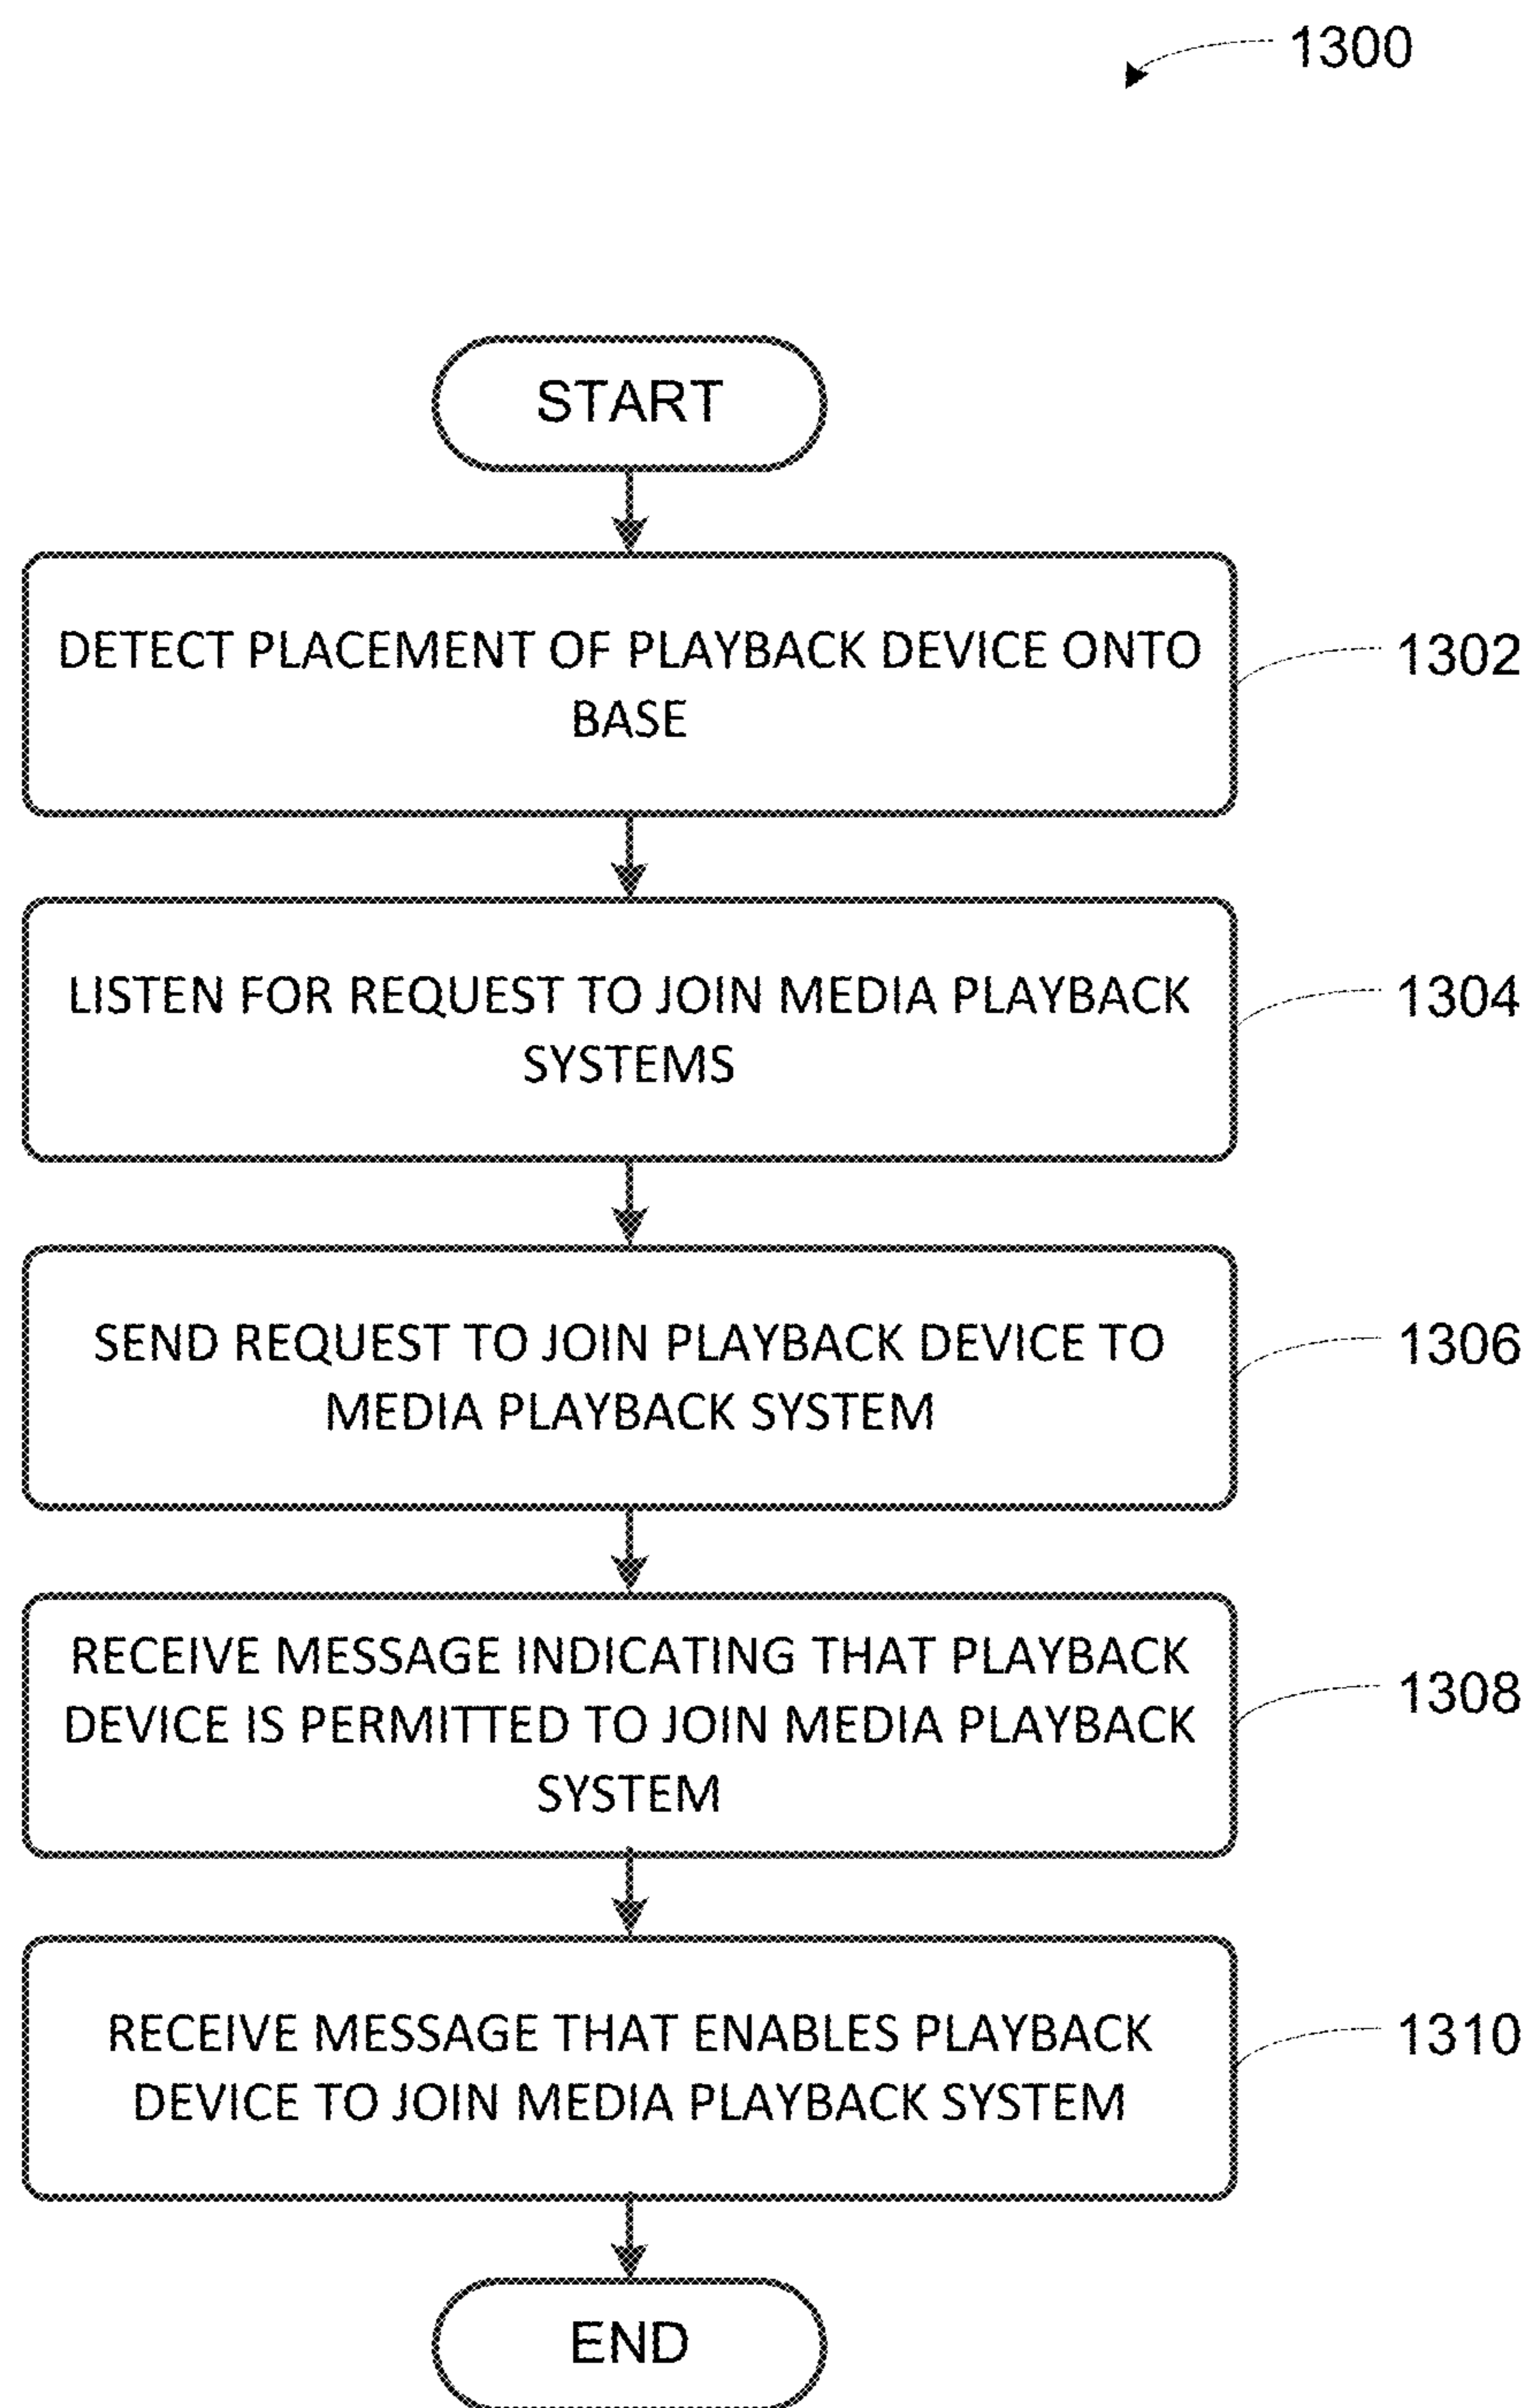 1300
START
DETECT PLACEMENT OF PLAYBACK DEVICE ONTO
BASE
1302
LISTEN FOR REQUEST TO JOIN MEDIA PLAYBACK
SYSTEMS
1304
SEND REQUEST TO JOIN PLAYBACK DEVICE TO
MEDIA PLAYBACK SYSTEM
1306
RECEIVE MESSAGE INDICATING THAT PLAYBACK
DEVICE IS PERMITTED TO JOIN MEDIA PLAYBACK
SYSTEM
1308
RECEIVE MESSAGE THAT ENABLES PLAYBACK
DEVICE TO JOIN MEDIA PLAYBACK SYSTEM
1310
END